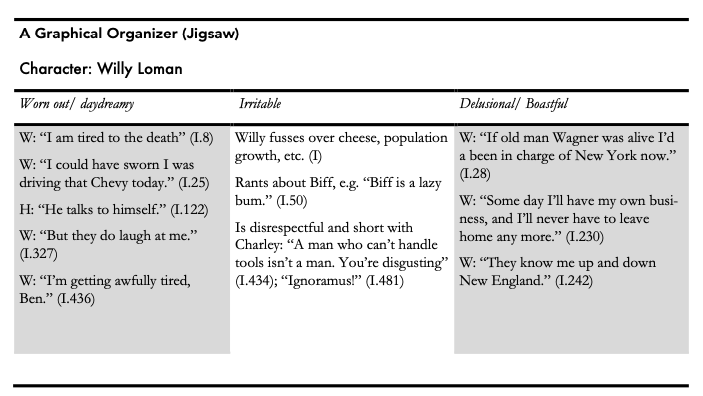 A Graphical Organizer (Jigsaw)
Character: Willy Loman
Worn out/ daydreamy
W: “I am tired to the death” (I.8)
W: “I could have sworn I was
driving that Chevy today.” (I.25)
H: “He talks to himself.” (I.122)
W: “But they do laugh at me.”
(I.327)
W: “I’m getting awfully tired,
Ben.” (I.436)
Irritable
Willy fusses over cheese, population
growth, etc. (I)
Rants about Biff, e.g. “Biff is a lazy
bum.” (I.50)
Is disrespectful and short with
Charley: “A man who can’t handle
tools isn’t a man. You’re disgusting”
(I.434); “Ignoramus!” (I.481)
Delusional/ Boastful
W: “If old man Wagner was alive I’d
a been in charge of New York now.”
(I.28)
W: “Some day I’ll have my own busi-
ness, and I’ll never have to leave
home any more.” (I.230)
W: “They know me up and down
New England.” (I.242)